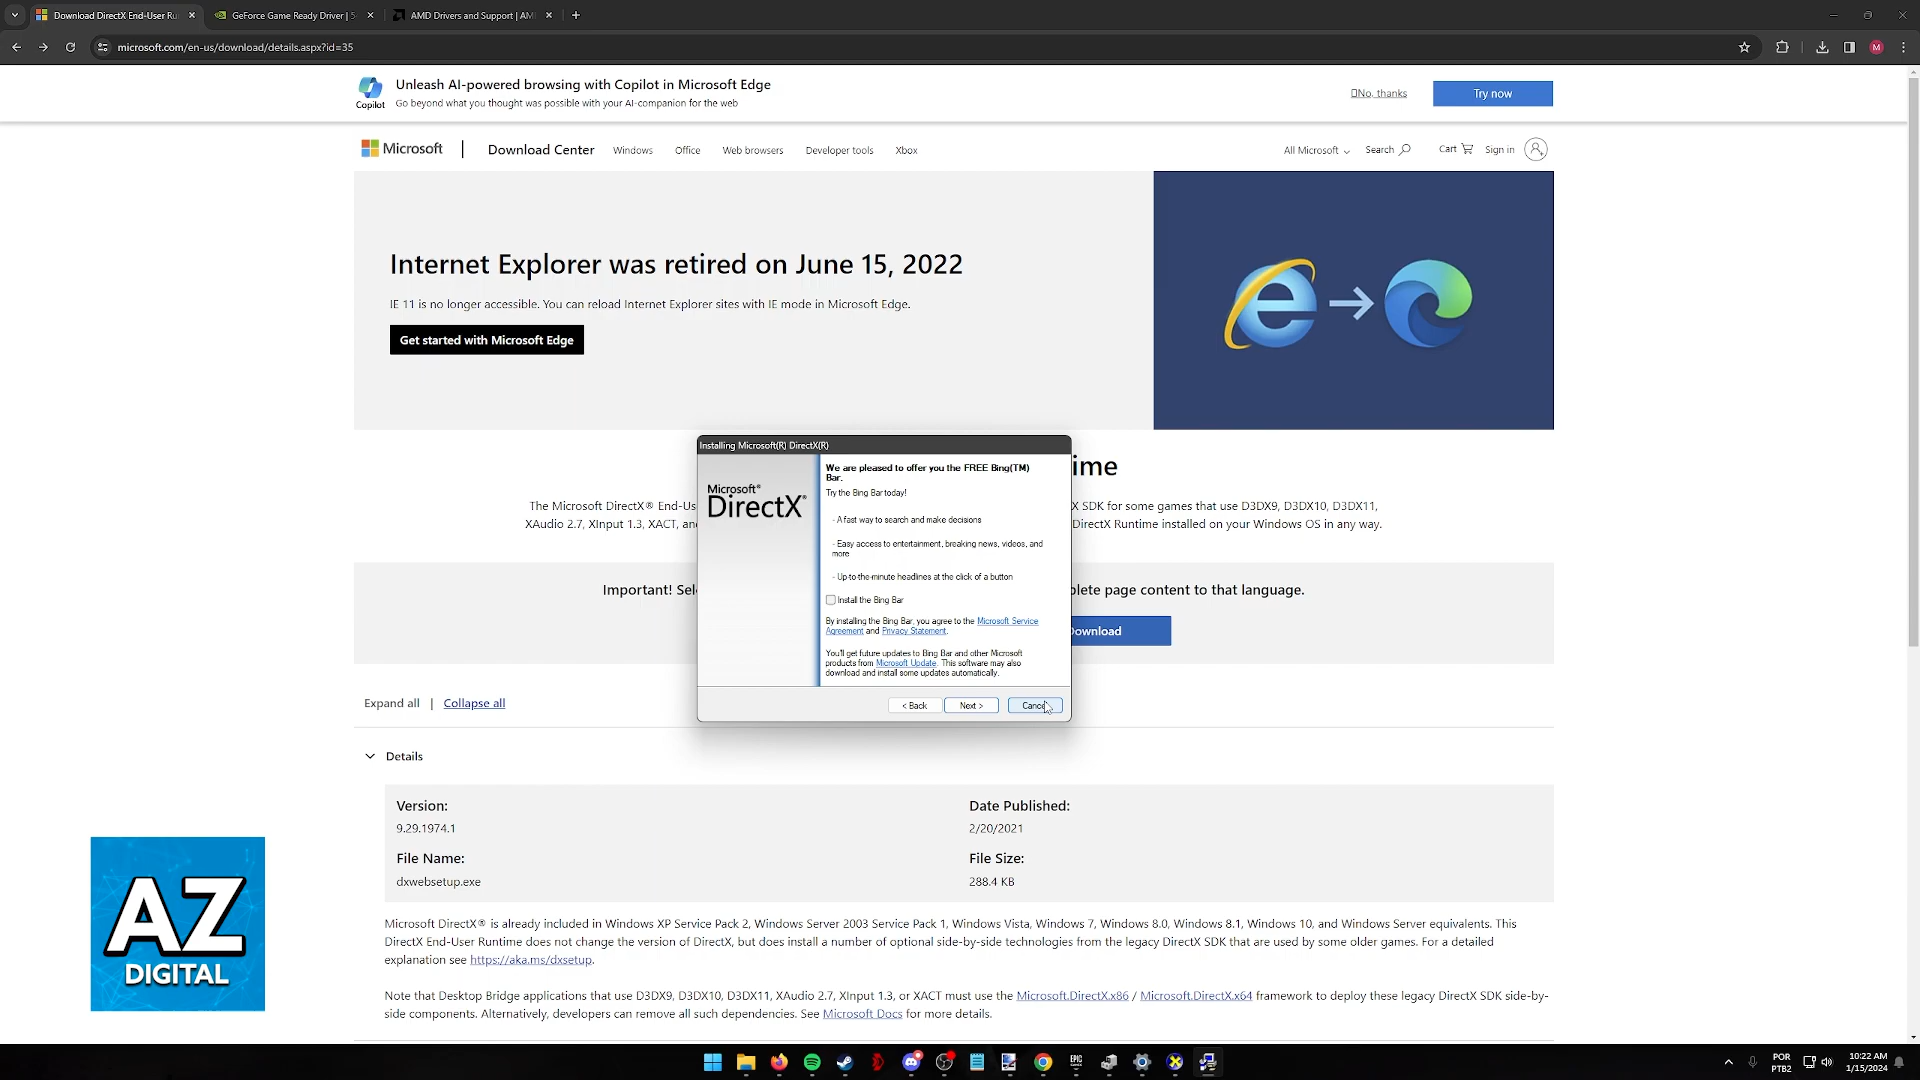 Download DirectX End-User Ru
GeForce Game Ready Driver | 5
AMD Drivers and Support | AM
microsoft.com/en-us/download/details.aspx?id=35
M
Copilot
Unleash AI-powered browsing with Copilot in Microsoft Edge
Go beyond what you thought was possible with your AI-companion for the web
No, thanks
Try now
Microsoft
Download Center
Windows
Office
Web browsers
Developer tools
Xbox
All Microsoft
Search
Cart
Sign in
Internet Explorer was retired on June 15, 2022
IE 11 is no longer accessible. You can reload Internet Explorer sites with IE mode in Microsoft Edge.
Get started with Microsoft Edge
ime
The Microsoft DirectX® End-Us
X SDK for some games that use D3DX9, D3DX10, D3DX11,
XAudio 2.7, XInput 1.3, XACT, an
DirectX Runtime installed on your Windows OS in any way.
Important! Sele
plete page content to that language.
Download
Installing Microsoft(R) DirectX(R)
Microsoft®
DirectX®
We are pleased to offer you the FREE Bing(TM)
Bar.
Try the Bing Bar today!
- A fast way to search and make decisions
- Easy access to entertainment, breaking news, videos, and
more
- Up-to-the-minute headlines at the click of a button
Install the Bing Bar
By installing the Bing Bar, you agree to the Microsoft Service
Agreement and Privacy Statement.
You'll get future updates to Bing Bar and other Microsoft
products from Microsoft Update. This software may also
download and install some updates automatically.
< Back
Next >
Cancel
Expand all | Collapse all
Details
Version:
9.29.1974.1
Date Published:
2/20/2021
File Name:
dxwebsetup.exe
File Size:
288.4 KB
Microsoft DirectX® is already included in Windows XP Service Pack 2, Windows Server 2003 Service Pack 1, Windows Vista, Windows 7, Windows 8.0, Windows 8.1, Windows 10, and Windows Server equivalents. This
DirectX End-User Runtime does not change the version of DirectX, but does install a number of optional side-by-side technologies from the legacy DirectX SDK that are used by some older games. For a detailed
explanation see https://aka.ms/dxsetup.
Note that Desktop Bridge applications that use D3DX9, D3DX10, D3DX11, XAudio 2.7, XInput 1.3, or XACT must use the Microsoft.DirectX.x86 / Microsoft.DirectX.x64 framework to deploy these legacy DirectX SDK side-by-
side components. Alternatively, developers can remove all such dependencies. See Microsoft Docs for more details.
AZ
DIGITAL
EPIC
POR
PTB2
10:22 AM
1/15/2024